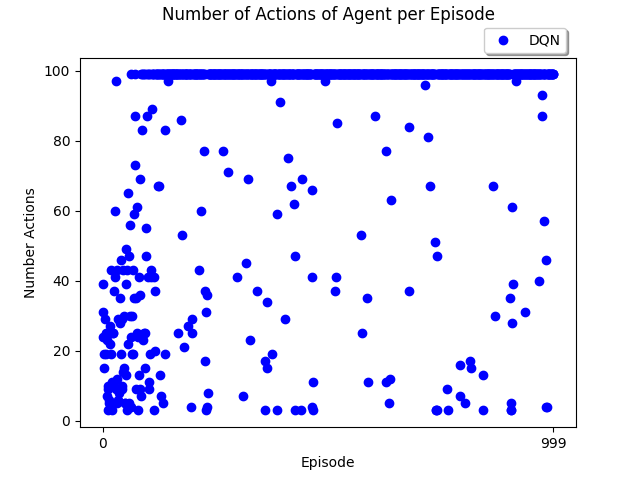 Number of Actions of Agent per Episode
DQN
100
80
60
40
20
0
Number Actions
0
999
Episode